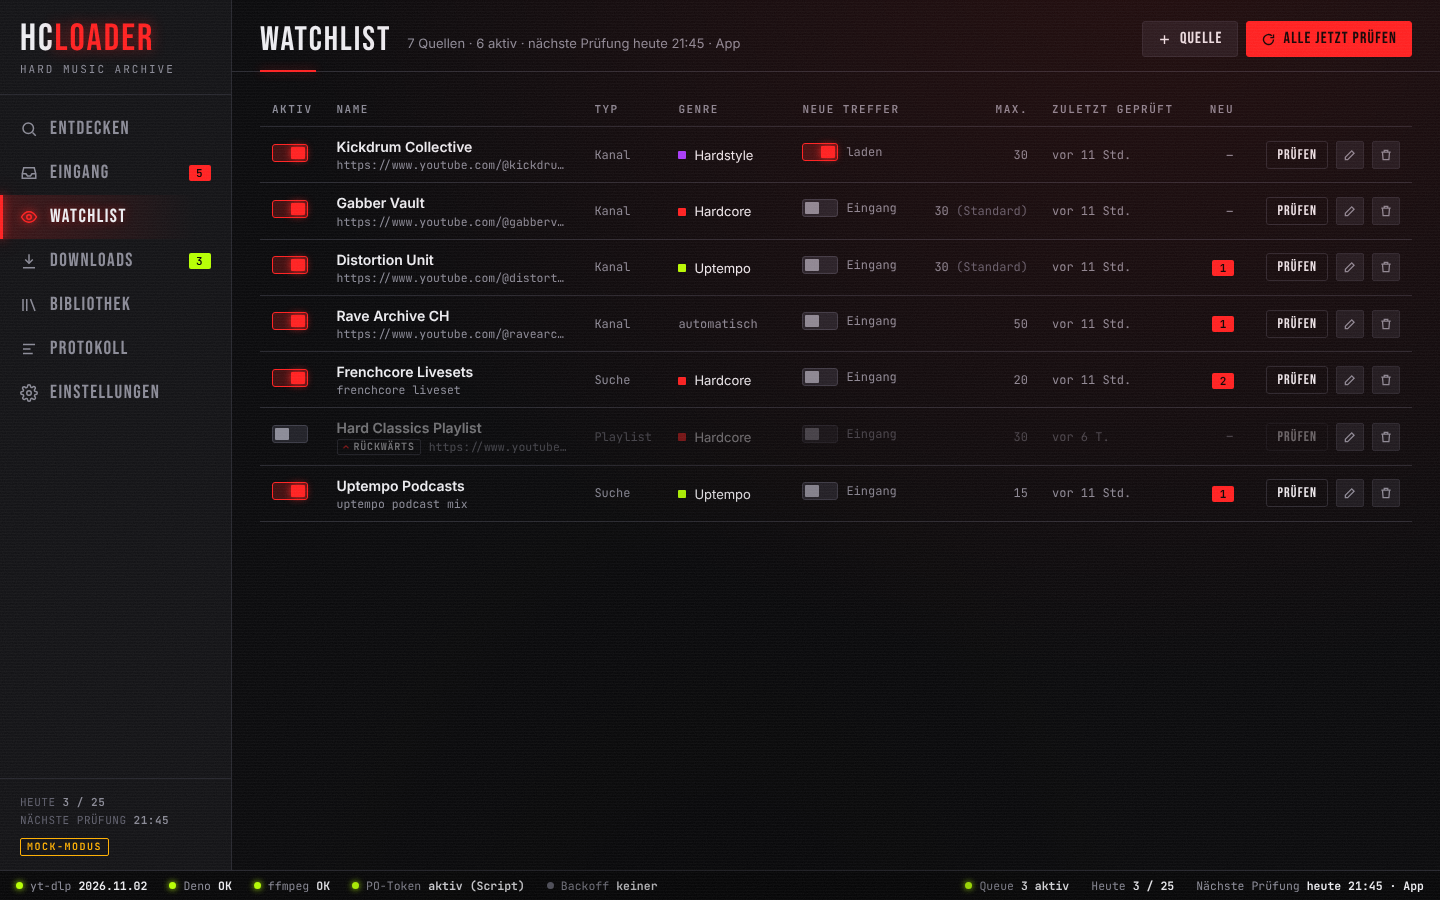 HCLOADER
HARD MUSIC ARCHIVE
ENTDECKEN
EINGANG 5
WATCHLIST
DOWNLOADS 3
BIBLIOTHEK
PROTOKOLL
EINSTELLUNGEN
HEUTE 3 / 25
NÄCHSTE PRÜFUNG 21:45
MOCK-MODUS
WATCHLIST 7 Quellen · 6 aktiv · nächste Prüfung heute 21:45 · App
+ QUELLE
ALLE JETZT PRÜFEN
AKTIV NAME TYP GENRE NEUE TREFFER MAX. ZULETZT GEPRÜFT NEU
Kickdrum Collective
https://www.youtube.com/@kickdru…
Kanal Hardstyle laden 30 vor 11 Std. – PRÜFEN
Gabber Vault
https://www.youtube.com/@gabberv…
Kanal Hardcore Eingang 30 (Standard) vor 11 Std. – PRÜFEN
Distortion Unit
https://www.youtube.com/@distort…
Kanal Uptempo Eingang 30 (Standard) vor 11 Std. 1 PRÜFEN
Rave Archive CH
https://www.youtube.com/@ravearc…
Kanal automatisch Eingang 50 vor 11 Std. 1 PRÜFEN
Frenchcore Livesets
frenchcore liveset
Suche Hardcore Eingang 20 vor 11 Std. 2 PRÜFEN
Hard Classics Playlist
RÜCKWÄRTS https://www.youtube…
Playlist Hardcore Eingang 30 vor 6 T. – PRÜFEN
Uptempo Podcasts
uptempo podcast mix
Suche Uptempo Eingang 15 vor 11 Std. 1 PRÜFEN
yt-dlp 2026.11.02 Deno OK ffmpeg OK PO-Token aktiv (Script) Backoff keiner Queue 3 aktiv Heute 3 / 25 Nächste Prüfung heute 21:45 · App